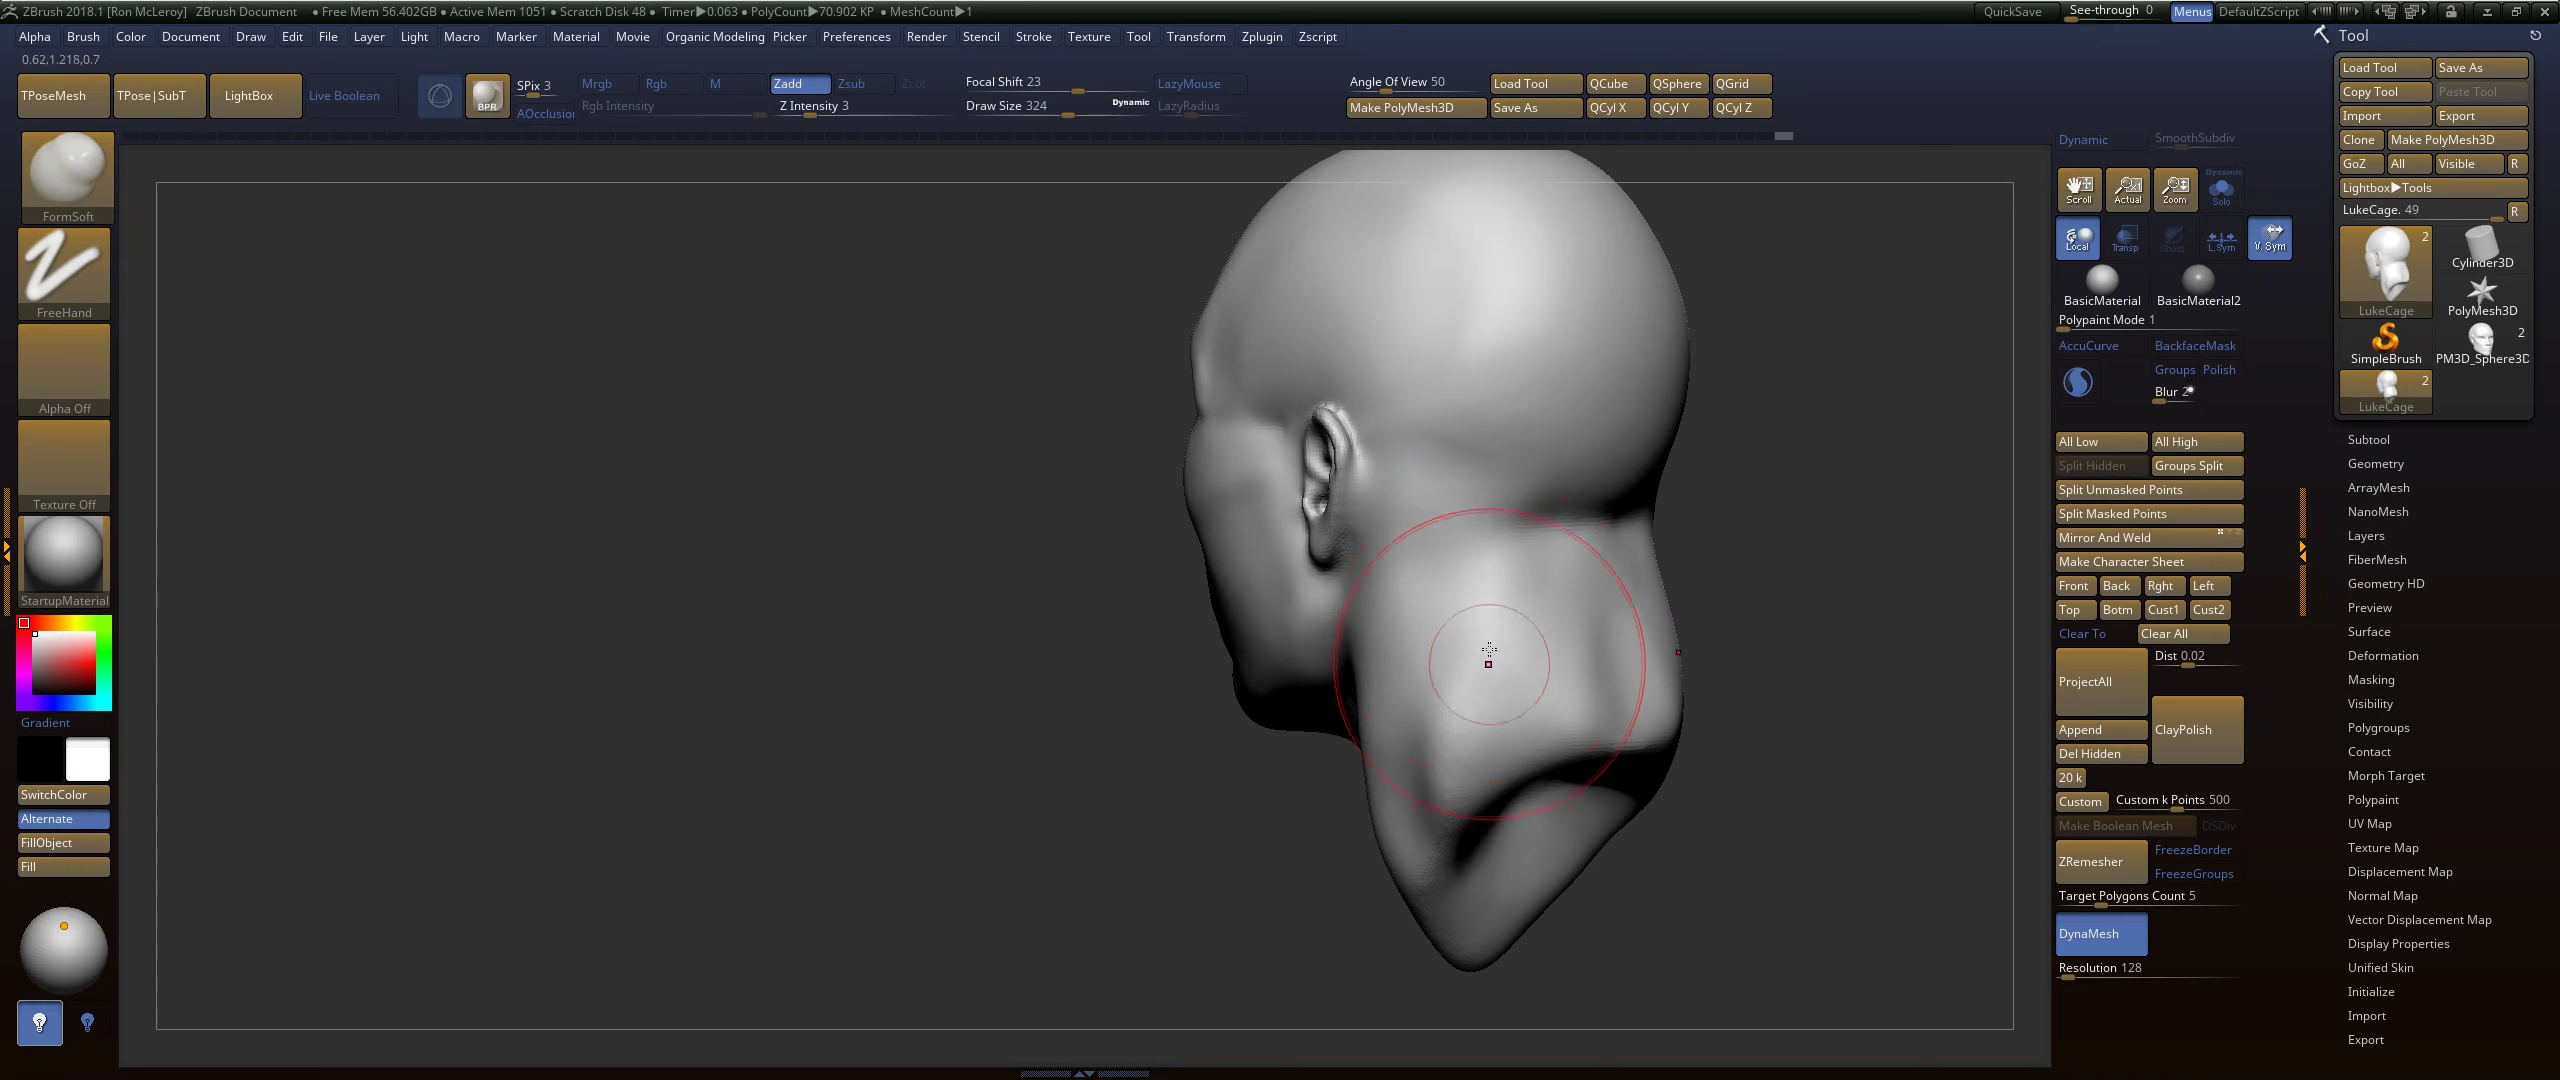 ZBrush 2018.1 [Ron McLeroy] ZBrush Document ● Free Mem 56.402GB ● Active Mem 1051 ● Scratch Disk 48 ● Timer▶0.063 ● PolyCount▶70.902 KP ● MeshCount▶1 QuickSave See-through 0 Menus DefaultZScript
Alpha Brush Color Document Draw Edit File Layer Light Macro Marker Material Movie Organic Modeling Picker Preferences Render Stencil Stroke Texture Tool Transform Zplugin Zscript
0.62,1.218,0.7
TPoseMesh TPose|SubT LightBox Live Boolean
BPR
SPix 3
AOcclusion
Mrgb Rgb M
Rgb Intensity
Zadd Zsub Zcut
Z Intensity 3
Focal Shift 23
Draw Size 324 Dynamic
LazyMouse
LazyRadius
Angle Of View 50 Load Tool QCube QSphere QGrid
Make PolyMesh3D Save As QCyl X QCyl Y QCyl Z
FormSoft
FreeHand
Alpha Off
Texture Off
StartupMaterial
Gradient
SwitchColor
Alternate
FillObject
Fill
Dynamic SmoothSubdiv
Scroll Actual Zoom Dynamic Solo
Local Transp Ghost L.Sym V. Sym
BasicMaterial BasicMaterial2
Polypaint Mode 1
AccuCurve BackfaceMask
Groups Polish
Blur 2
All Low All High
Split Hidden Groups Split
Split Unmasked Points
Split Masked Points
Mirror And Weld
Make Character Sheet
Front Back Rght Left
Top Botm Cust1 Cust2
Clear To Clear All
ProjectAll Dist 0.02
Append ClayPolish
Del Hidden
20 k
Custom Custom k Points 500
Make Boolean Mesh DSDiv
ZRemesher FreezeBorder
FreezeGroups
Target Polygons Count 5
DynaMesh
Resolution 128
Tool
Load Tool Save As
Copy Tool Paste Tool
Import Export
Clone Make PolyMesh3D
GoZ All Visible R
Lightbox▶Tools
LukeCage. 49 R
2
LukeCage Cylinder3D
PolyMesh3D
SimpleBrush PM3D_Sphere3D 2
2
LukeCage
Subtool
Geometry
ArrayMesh
NanoMesh
Layers
FiberMesh
Geometry HD
Preview
Surface
Deformation
Masking
Visibility
Polygroups
Contact
Morph Target
Polypaint
UV Map
Texture Map
Displacement Map
Normal Map
Vector Displacement Map
Display Properties
Unified Skin
Initialize
Import
Export